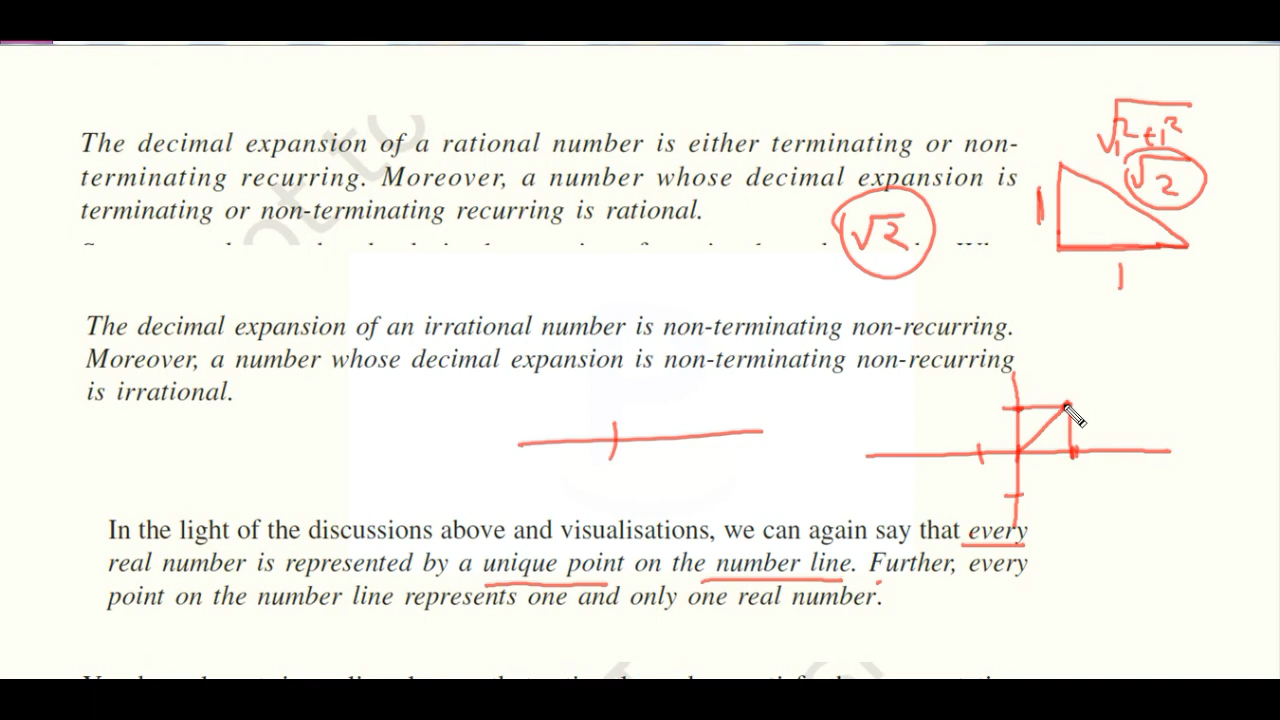 The decimal expansion of a rational number is either terminating or non-
terminating recurring. Moreover, a number whose decimal expansion is
terminating or non-terminating recurring is rational.
√1²+1²
√2
1
1
√2
The decimal expansion of an irrational number is non-terminating non-recurring.
Moreover, a number whose decimal expansion is non-terminating non-recurring
is irrational.
In the light of the discussions above and visualisations, we can again say that every
real number is represented by a unique point on the number line. Further, every
point on the number line represents one and only one real number.